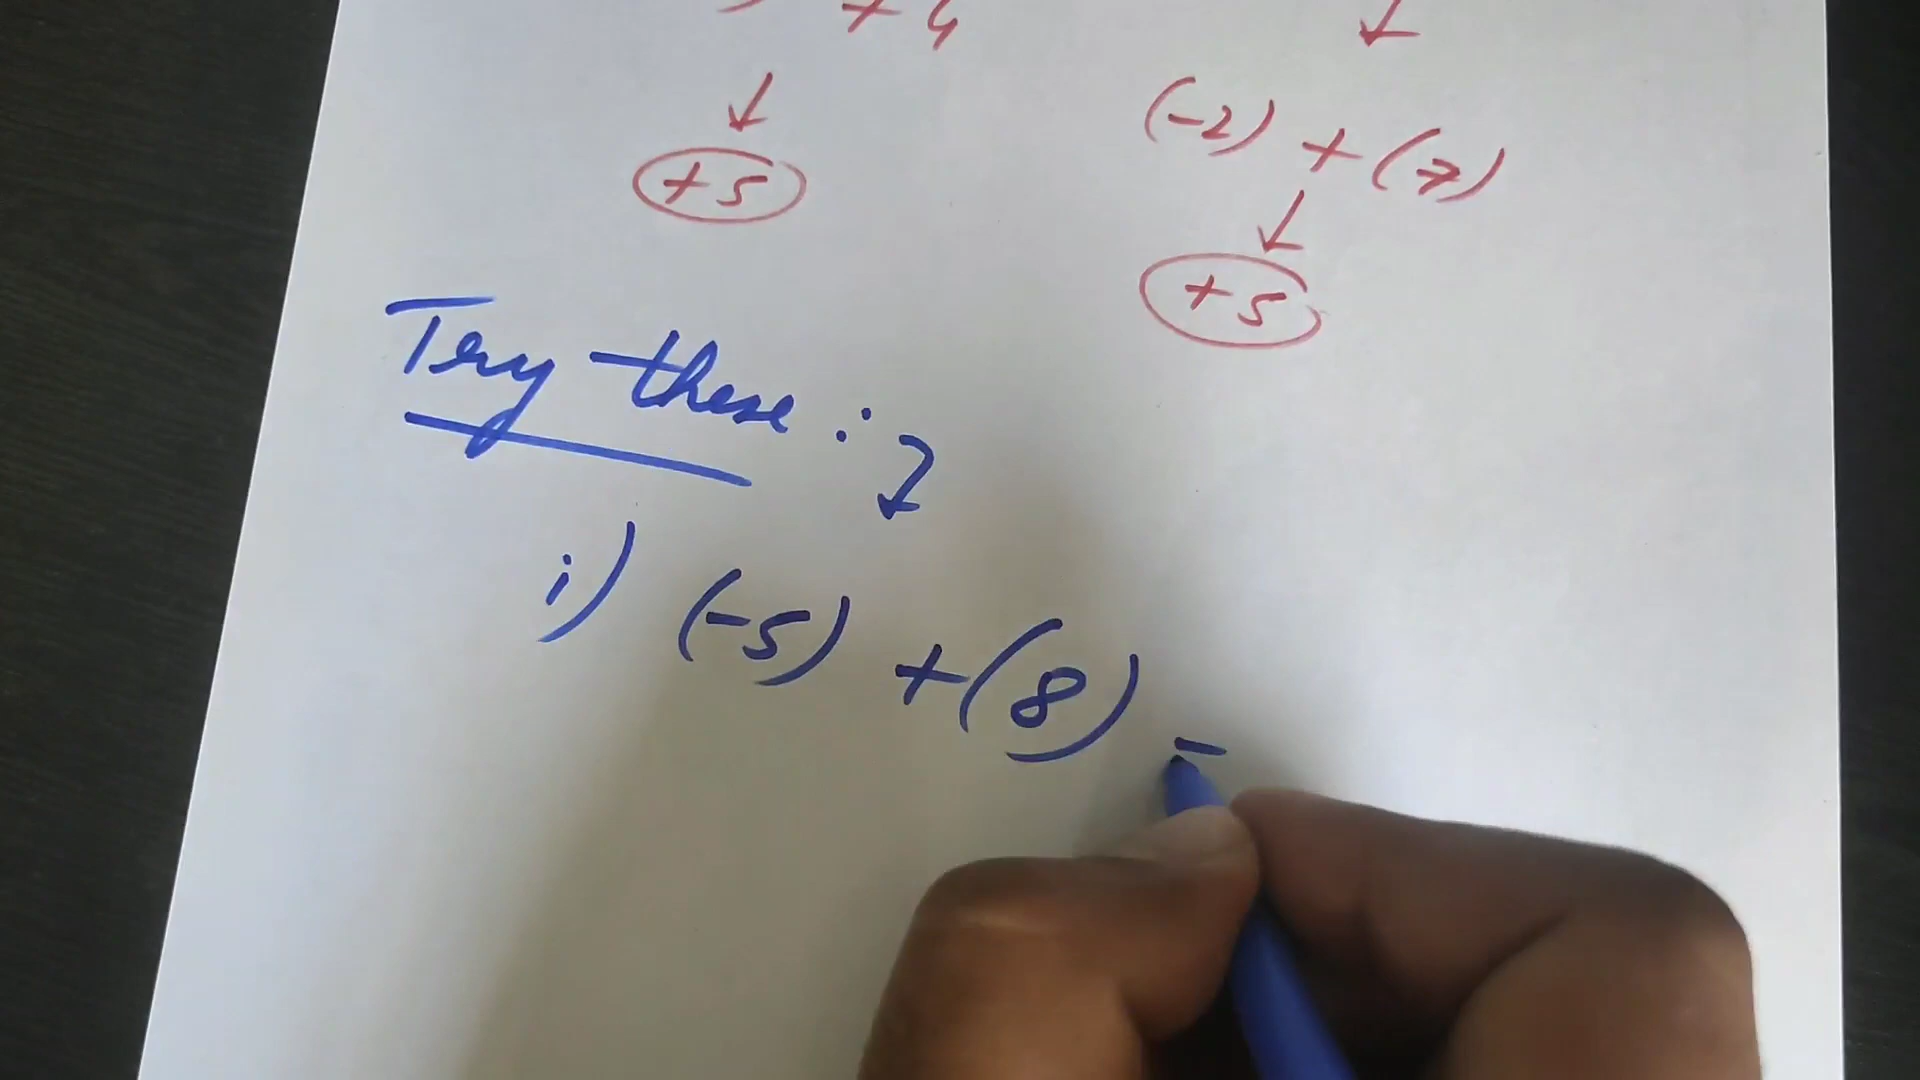 + 4
+5
(-2) + (7)
+5
Try these :
i) (-5) + (8) =